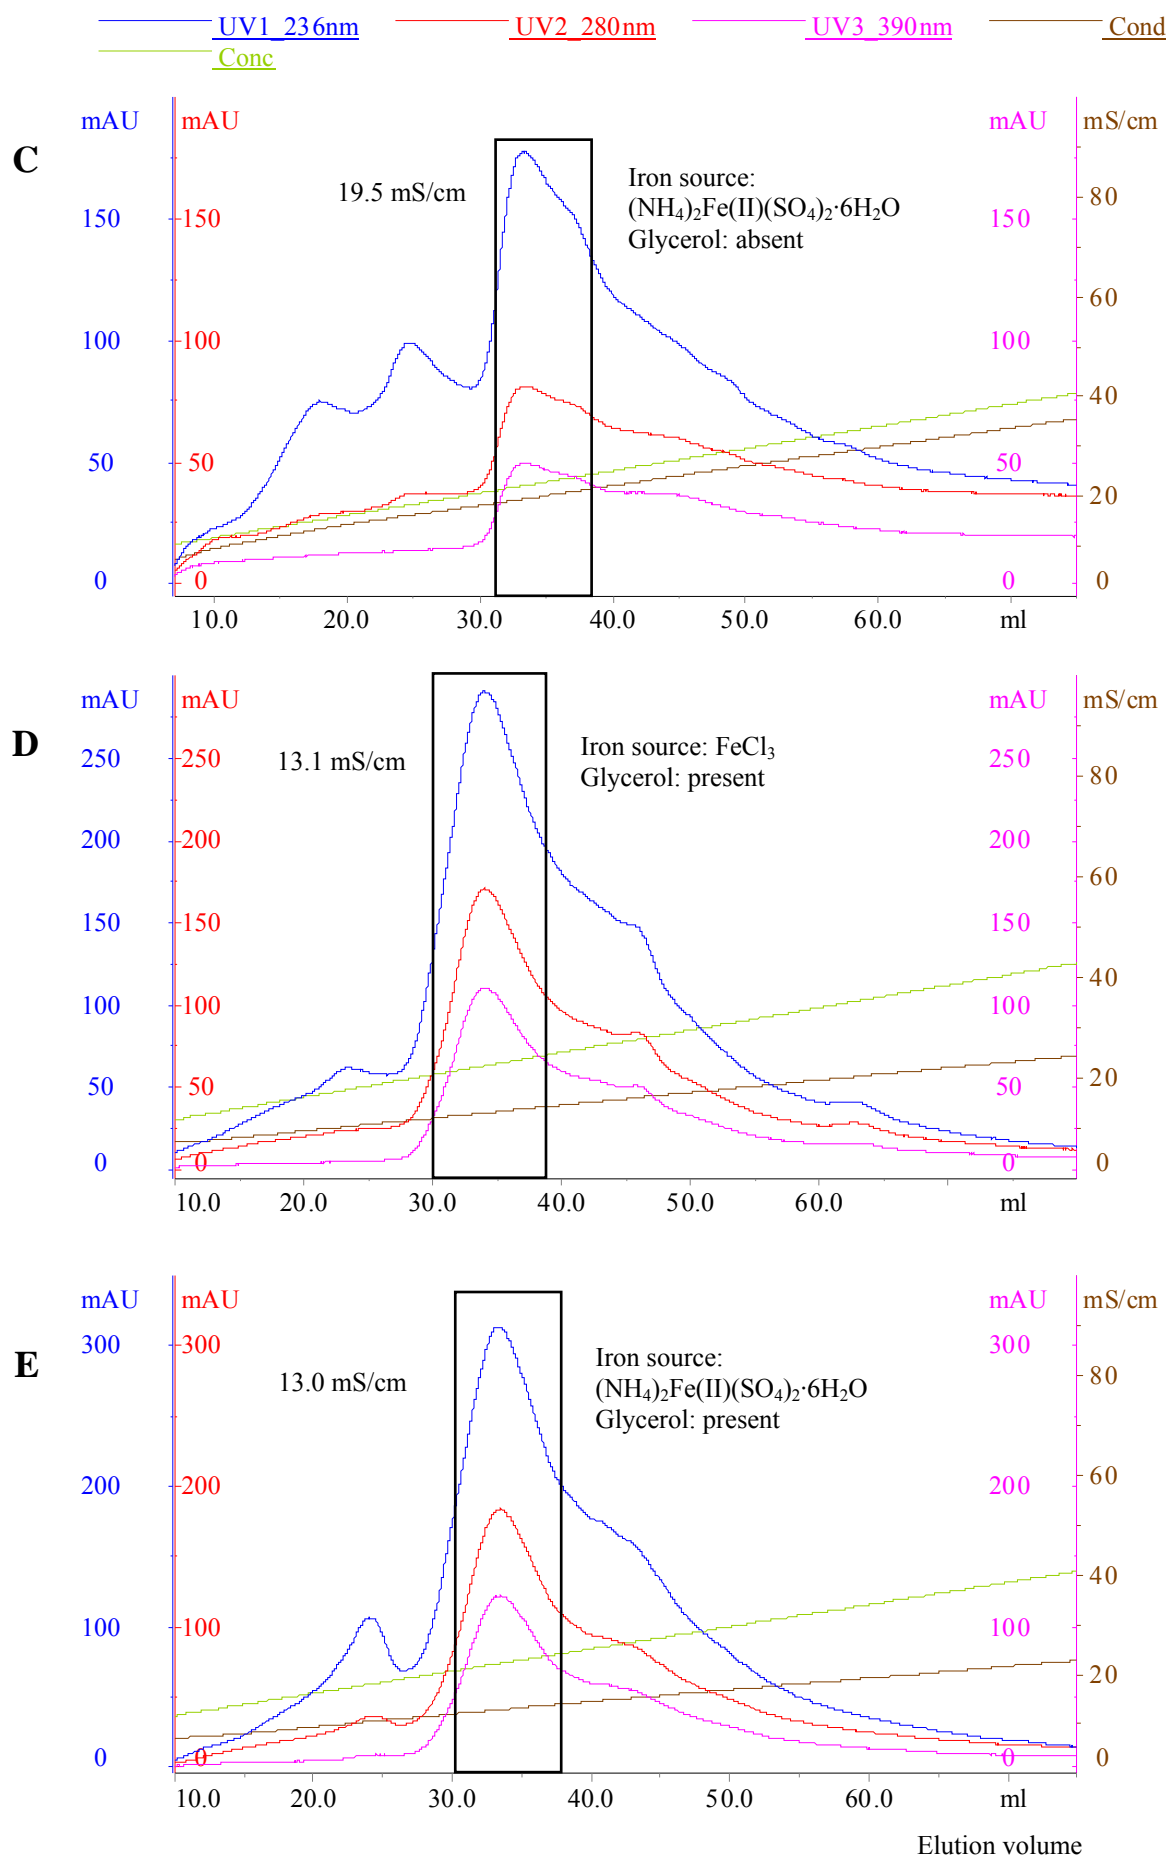 UV1_236nm UV2_280nm UV3_390nm Cond
Conc
C
mAU mAU mAU mS/cm
19.5 mS/cm
Iron source:
(NH₄)₂Fe(II)(SO₄)₂·6H₂O
Glycerol: absent
80
150 150 150
60
100 100 100
40
50 50 50
20
0 0 0 0
10.0 20.0 30.0 40.0 50.0 60.0 ml
D
mAU mAU mAU mS/cm
13.1 mS/cm
Iron source: FeCl₃
Glycerol: present
250 250 250
80
200 200 200
60
150 150 150
40
100 100 100
50 50 50
20
0 0 0 0
10.0 20.0 30.0 40.0 50.0 60.0 ml
E
mAU mAU mAU mS/cm
13.0 mS/cm
Iron source:
(NH₄)₂Fe(II)(SO₄)₂·6H₂O
Glycerol: present
300 300 300
80
200 200 200
60
40
100 100 100
20
0 0 0 0
10.0 20.0 30.0 40.0 50.0 60.0 ml
Elution volume